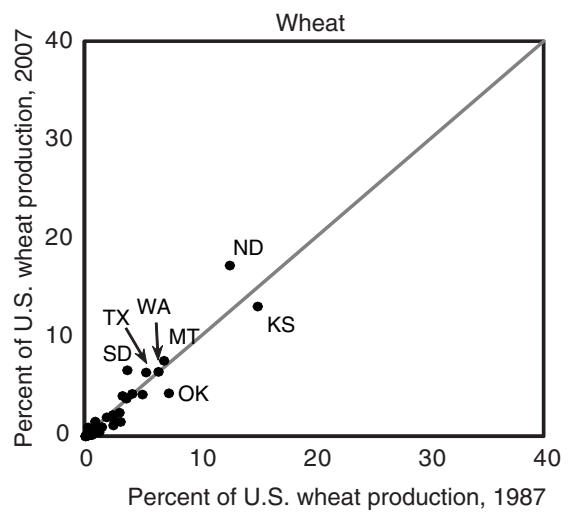 Wheat
Percent of U.S. wheat production, 2007
40
30
20
10
0
ND
KS
TX
WA
MT
SD
OK
0 10 20 30 40
Percent of U.S. wheat production, 1987